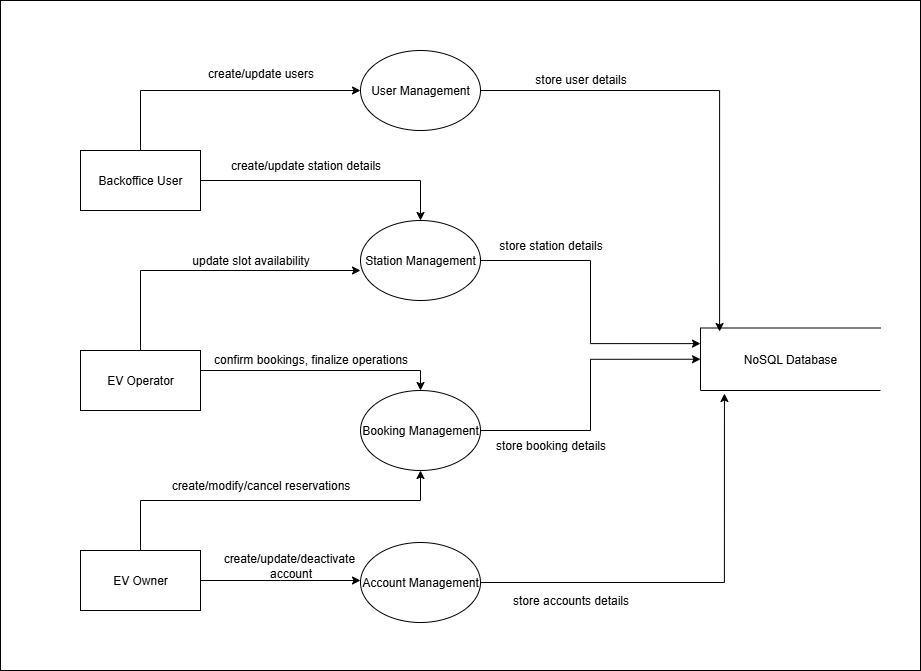 create/update users
User Management
store user details
create/update station details
Backoffice User
store station details
update slot availability
Station Management
confirm bookings, finalize operations
NoSQL Database
EV Operator
Booking Management
store booking details
create/modify/cancel reservations
create/update/deactivate
account
EV Owner
Account Management
store accounts details